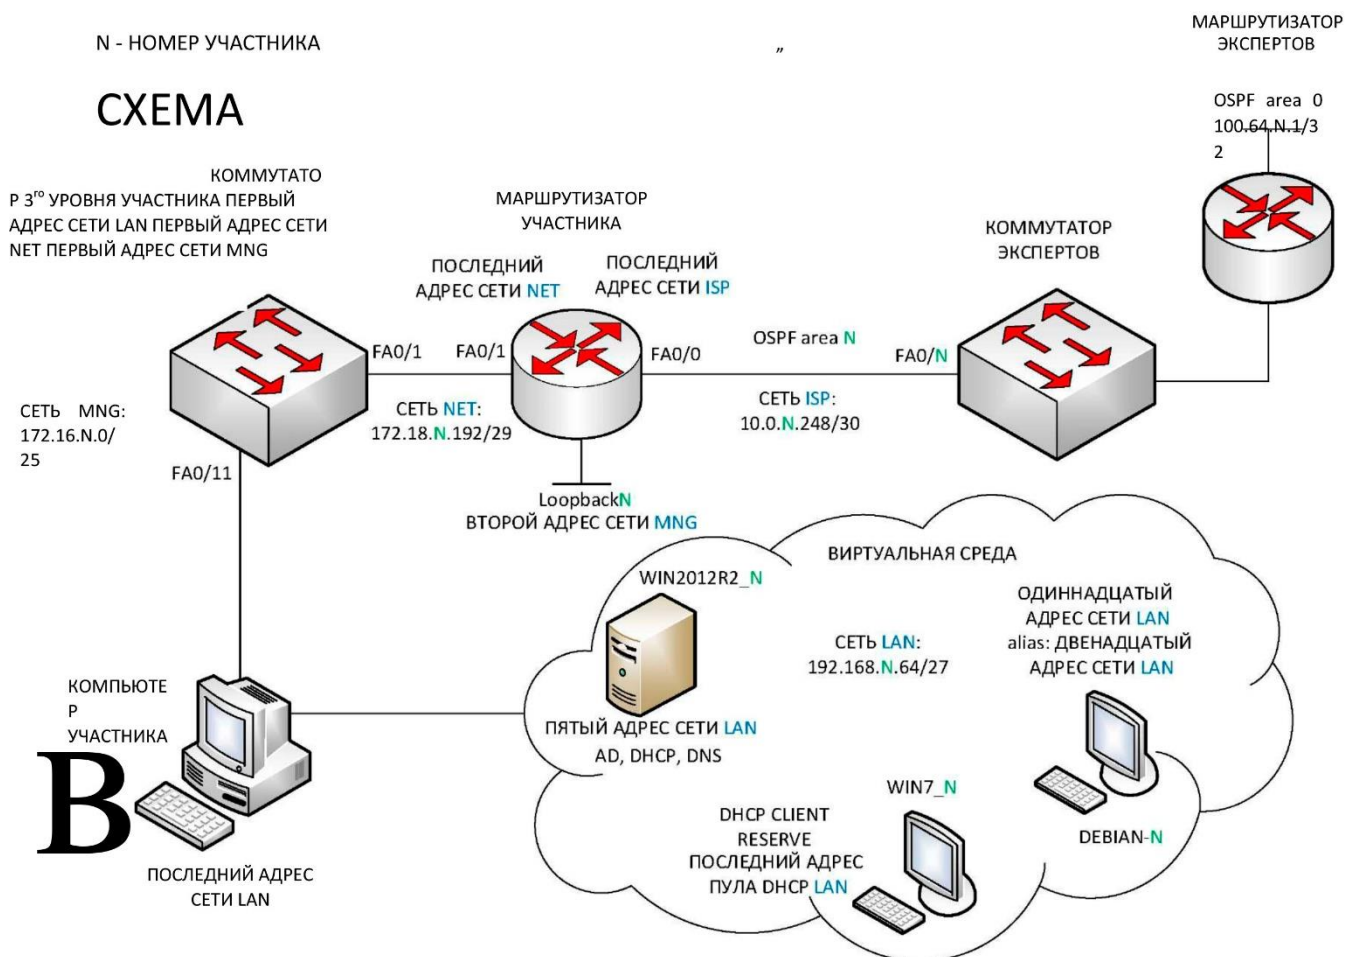 N - НОМЕР УЧАСТНИКА
„
СХЕМА
МАРШРУТИЗАТОР
ЭКСПЕРТОВ
OSPF area 0
100.64.N.1/3
2
КОММУТАТО
Р 3го УРОВНЯ УЧАСТНИКА ПЕРВЫЙ
АДРЕС СЕТИ LAN ПЕРВЫЙ АДРЕС СЕТИ
NET ПЕРВЫЙ АДРЕС СЕТИ MNG
МАРШРУТИЗАТОР
УЧАСТНИКА
КОММУТАТОР
ЭКСПЕРТОВ
ПОСЛЕДНИЙ
АДРЕС СЕТИ NET
ПОСЛЕДНИЙ
АДРЕС СЕТИ ISP
FA0/1
FA0/1
FA0/0
OSPF area N
FA0/N
СЕТЬ MNG:
172.16.N.0/
25
СЕТЬ NET:
172.18.N.192/29
СЕТЬ ISP:
10.0.N.248/30
FA0/11
LoopbackN
ВТОРОЙ АДРЕС СЕТИ MNG
ВИРТУАЛЬНАЯ СРЕДА
WIN2012R2_N
ОДИННАДЦАТЫЙ
АДРЕС СЕТИ LAN
alias: ДВЕНАДЦАТЫЙ
АДРЕС СЕТИ LAN
СЕТЬ LAN:
192.168.N.64/27
КОМПЬЮТЕ
Р
УЧАСТНИКА
В
ПЯТЫЙ АДРЕС СЕТИ LAN
AD, DHCP, DNS
WIN7_N
DHCP CLIENT
RESERVE
ПОСЛЕДНИЙ АДРЕС
ПУЛА DHCP LAN
DEBIAN-N
ПОСЛЕДНИЙ АДРЕС
СЕТИ LAN